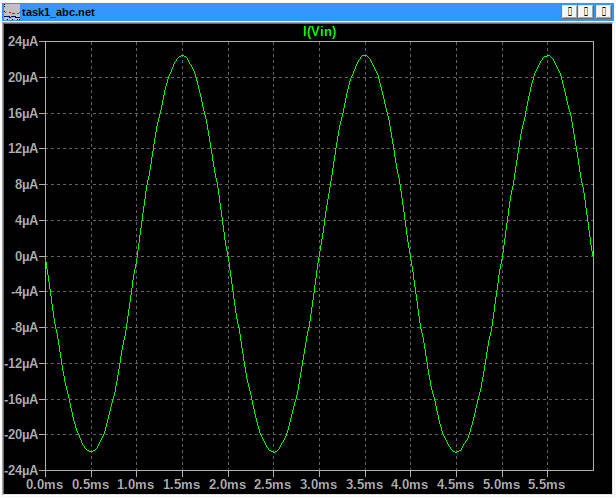 task1_abc.net
I(Vin)
24µA
20µA
16µA
12µA
8µA
4µA
0µA
-4µA
-8µA
-12µA
-16µA
-20µA
-24µA
0.0ms 0.5ms 1.0ms 1.5ms 2.0ms 2.5ms 3.0ms 3.5ms 4.0ms 4.5ms 5.0ms 5.5ms